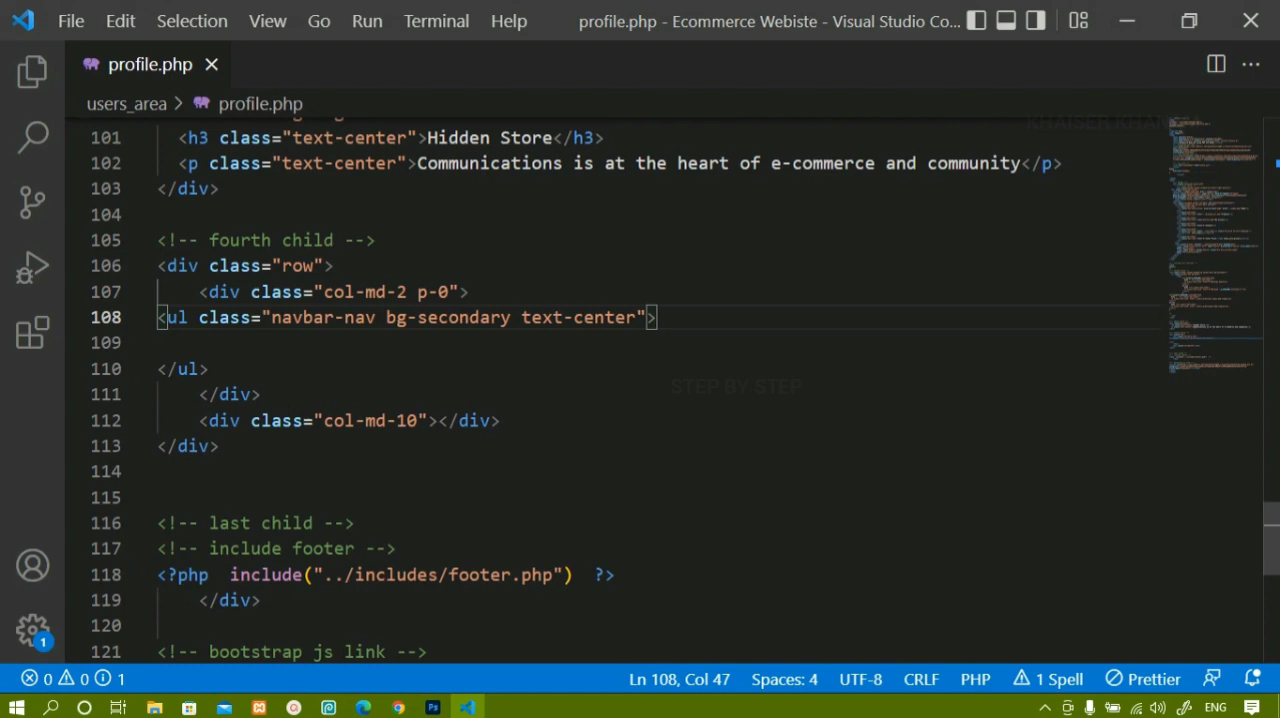 File Edit Selection View Go Run Terminal Help profile.php - Ecommerce Webiste - Visual Studio Co...
profile.php
users_area > profile.php
KHAISER KHAN
101 <h3 class="text-center">Hidden Store</h3>
102 <p class="text-center">Communications is at the heart of e-commerce and community</p>
103 </div>
104
105 <!-- fourth child -->
106 <div class="row">
107 <div class="col-md-2 p-0">
108 <ul class="navbar-nav bg-secondary text-center">
109
110 </ul>
STEP BY STEP
111 </div>
112 <div class="col-md-10"></div>
113 </div>
114
115
116 <!-- last child -->
117 <!-- include footer -->
118 <?php include("../includes/footer.php") ?>
119 </div>
120
121 <!-- bootstrap js link -->
1
0 0 1 Ln 108, Col 47 Spaces: 4 UTF-8 CRLF PHP 1 Spell Prettier
ENG